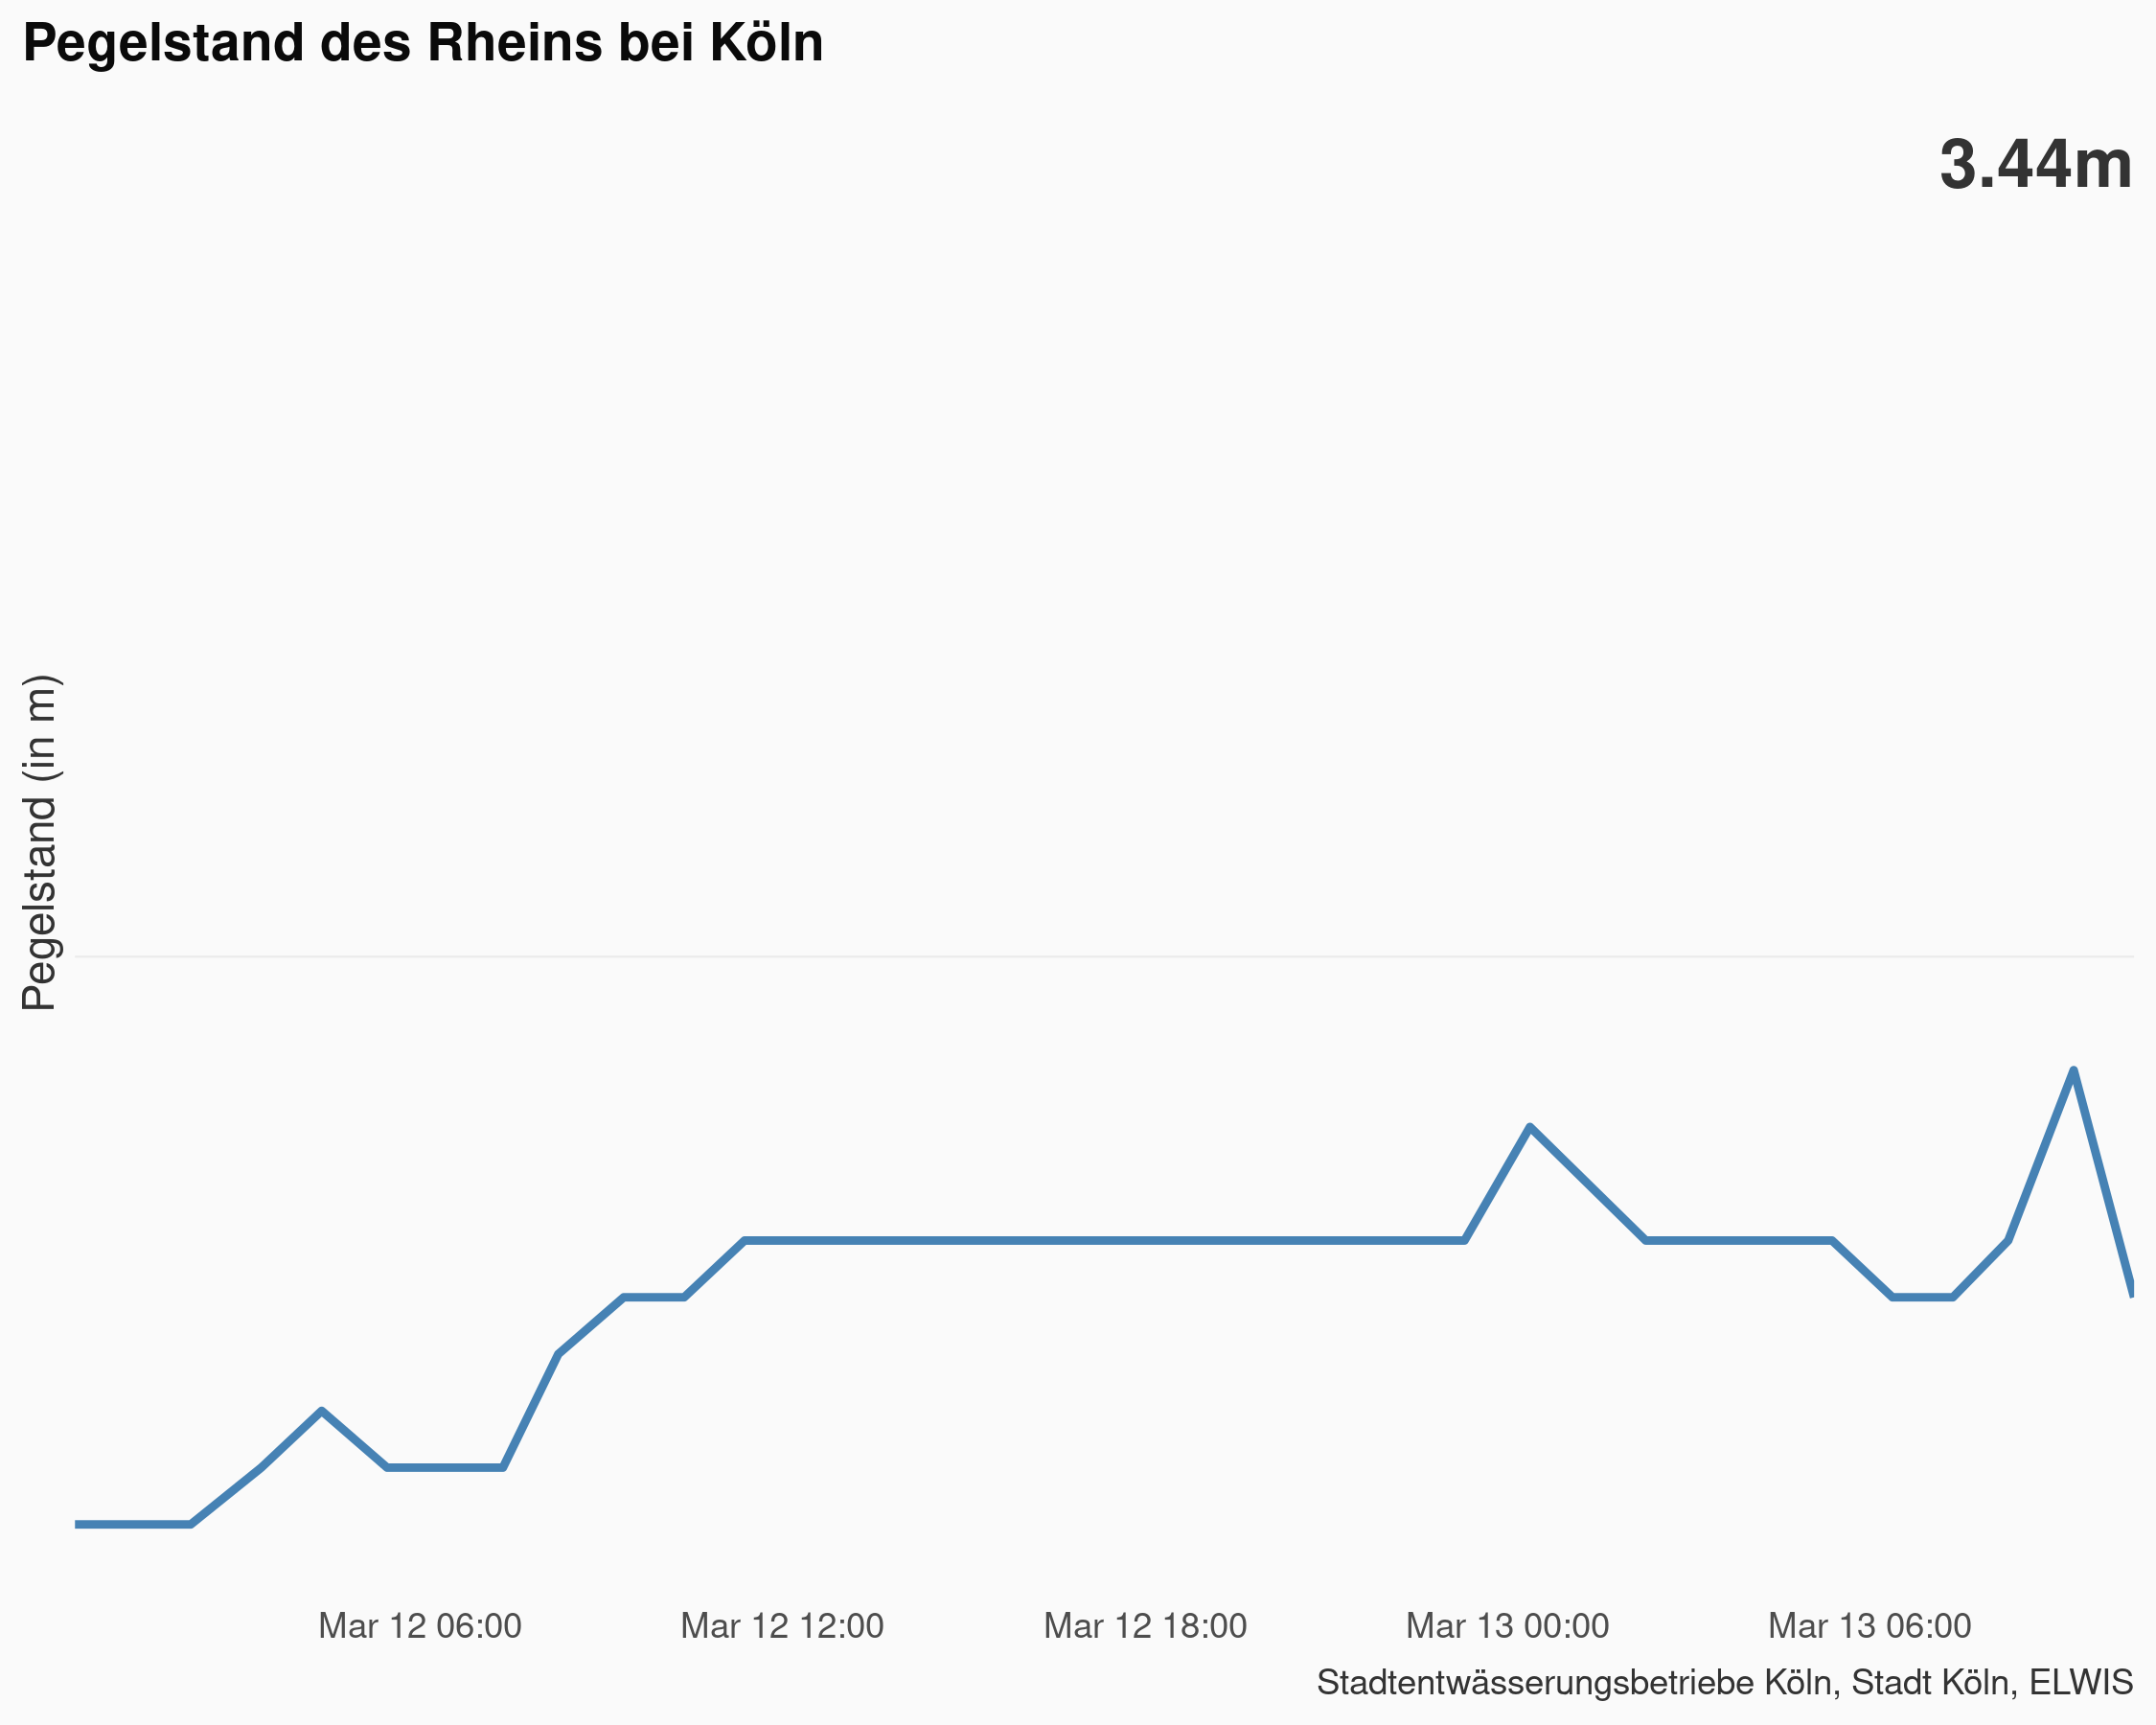 Pegelstand des Rheins bei Köln
3.44m
Pegelstand (in m)
Mar 12 06:00
Mar 12 12:00
Mar 12 18:00
Mar 13 00:00
Mar 13 06:00
Stadtentwässerungsbetriebe Köln, Stadt Köln, ELWIS